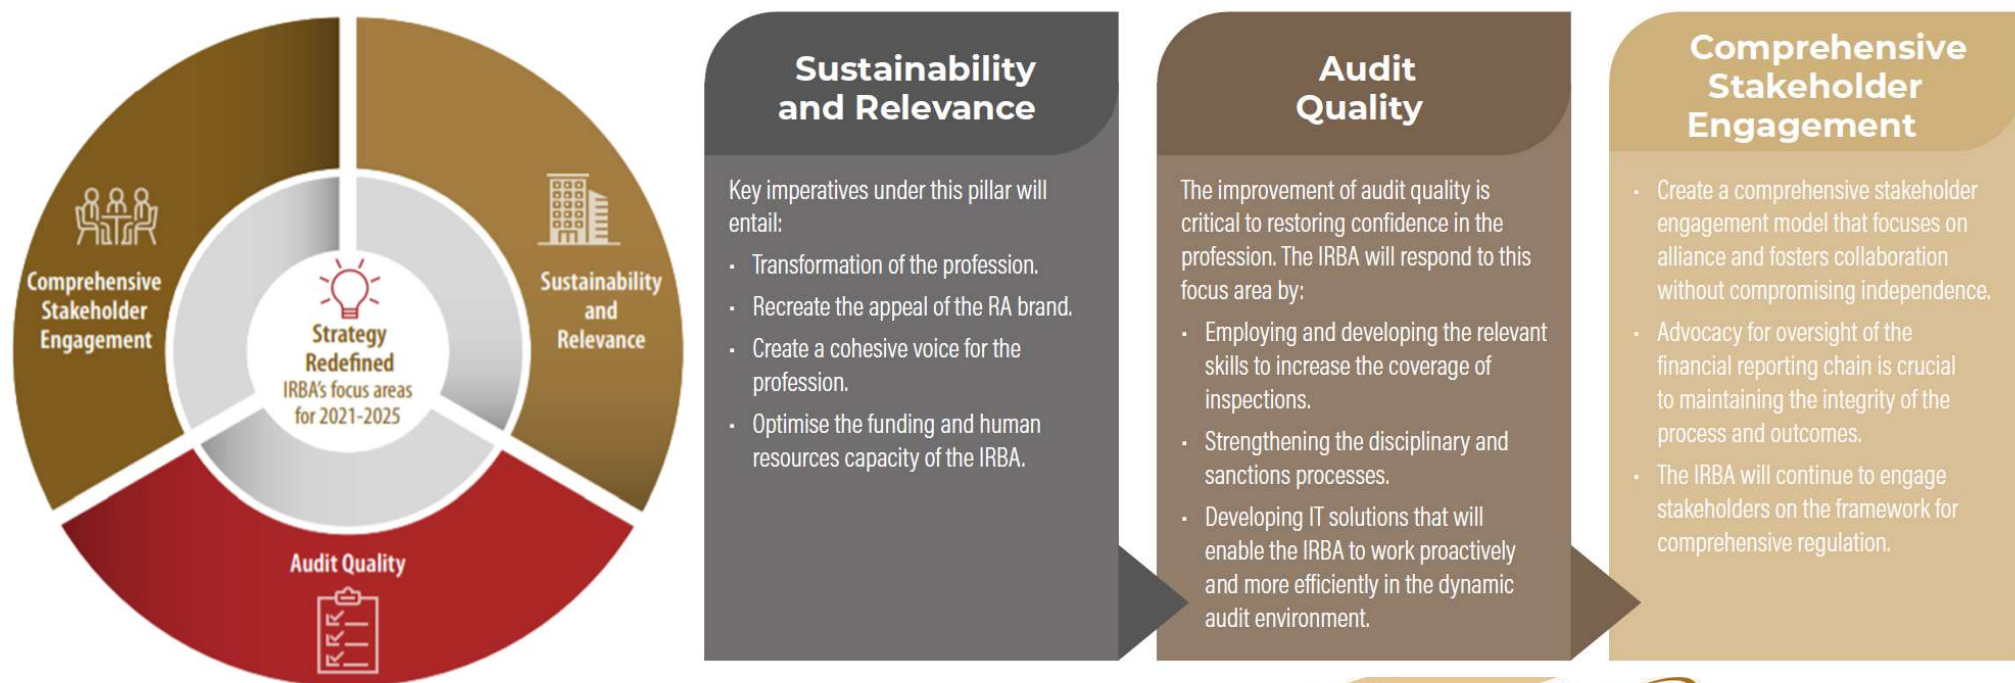 Comprehensive
Stakeholder
Engagement
Sustainability
and
Relevance
Strategy
Redefined
IRBA's focus areas
for 2021-2025
Audit Quality
Sustainability
and Relevance
Key imperatives under this pillar will
entail:
· Transformation of the profession.
· Recreate the appeal of the RA brand.
· Create a cohesive voice for the
profession.
· Optimise the funding and human
resources capacity of the IRBA.
Audit
Quality
The improvement of audit quality is
critical to restoring confidence in the
profession. The IRBA will respond to this
focus area by:
· Employing and developing the relevant
skills to increase the coverage of
inspections.
· Strengthening the disciplinary and
sanctions processes.
· Developing IT solutions that will
enable the IRBA to work proactively
and more efficiently in the dynamic
audit environment.
Comprehensive
Stakeholder
Engagement
· Create a comprehensive stakeholder
engagement model that focuses on
alliance and fosters collaboration
without compromising independence.
· Advocacy for oversight of the
financial reporting chain is crucial
to maintaining the integrity of the
process and outcomes.
· The IRBA will continue to engage
stakeholders on the framework for
comprehensive regulation.